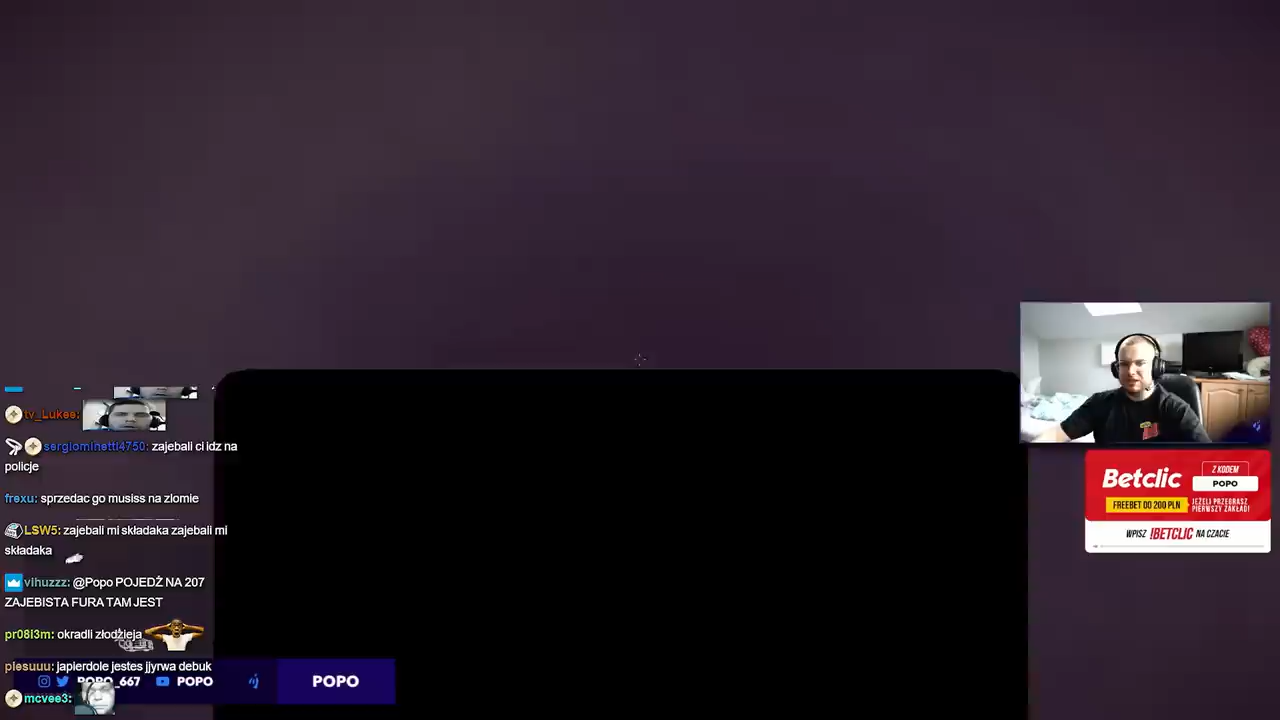 tv_Lukee:
sergiominetti4750: zajebali ci idz na
policje
frexu: sprzedac go musiss na zlomie
LSW5: zajebali mi składaka zajebali mi
składaka
vihuzzz: @Popo POJEDŹ NA 207
ZAJEBISTA FURA TAM JEST
pr08l3m: okradli złodzieja
plesuuu: japierdole jestes jjyrwa debuk
mcvee3:
POPO_667 POPO
POPO
Betclic
Z KODEM
POPO
FREEBET DO 200 PLN
JEŻELI PRZEGRASZ
PIERWSZY ZAKŁAD!
WPISZ !BETCLIC NA CZACIE